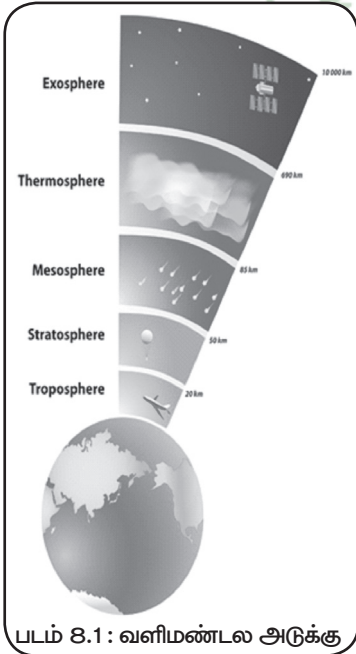 10 000 km
Exosphere
690 km
Thermosphere
85 km
Mesosphere
50 km
Stratosphere
20 km
Troposphere
படம் 8.1: வளிமண்டல அடுக்கு